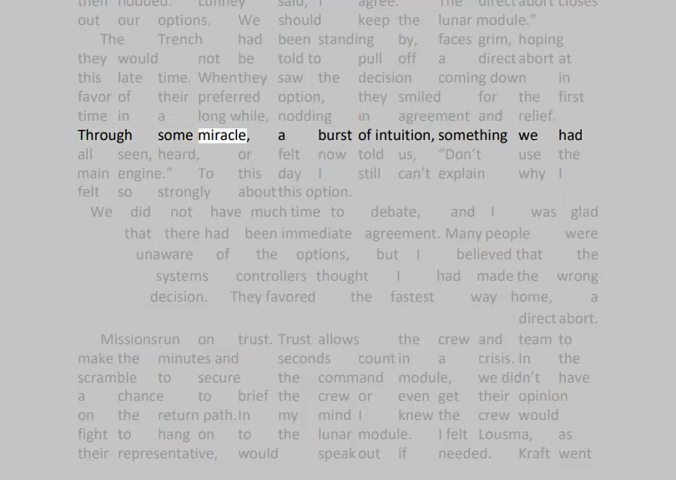 then nodded. Lunney said, I agree. "The direct abort closes
out our options. We should keep the lunar module."
The Trench had been standing by, faces grim, hoping
they would not be told to pull off a direct abort at
this late time. When they saw the decision coming down in
favor of their preferred option, they smiled for the first
time in a long while, nodding in agreement and relief.
Through some miracle, a burst of intuition, something we had
all seen, heard, or felt now told us, "Don't use the
main engine." To this day I still can't explain why I
felt so strongly about this option.
We did not have much time to debate, and I was glad
that there had been immediate agreement. Many people were
unaware of the options, but I believed that the
systems controllers thought I had made the wrong
decision. They favored the fastest way home, a
direct abort.
Missions run on trust. Trust allows the crew and team to
make the minutes and seconds count in a crisis. In the
scramble to secure the command module, we didn't have
a chance to brief the crew or even get their opinion
on the return path. In my mind I knew the crew would
fight to hang on to the lunar module. I felt Lousma, as
their representative, would speak out if needed. Kraft went